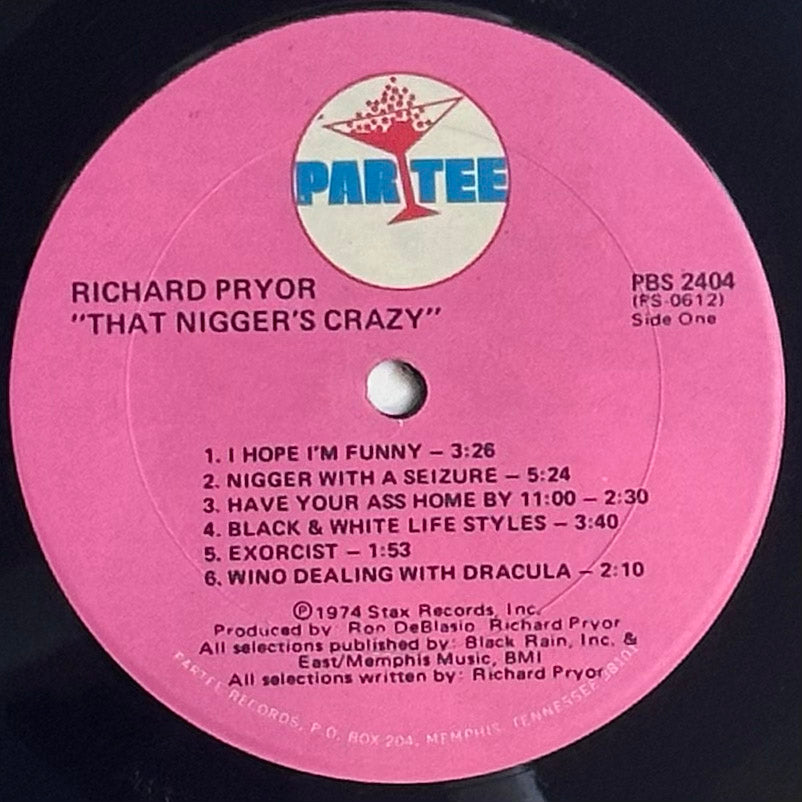 PARTEE
RICHARD PRYOR
"THAT NIGGER'S CRAZY"
PBS 2404
(PS-0612)
Side One
1. I HOPE I'M FUNNY – 3:26
2. NIGGER WITH A SEIZURE – 5:24
3. HAVE YOUR ASS HOME BY 11:00 – 2:30
4. BLACK & WHITE LIFE STYLES – 3:40
5. EXORCIST – 1:53
6. WINO DEALING WITH DRACULA – 2:10
℗1974 Stax Records, Inc.
Produced by: Ron DeBlasio Richard Pryor
All selections published by: Black Rain, Inc. &
East/Memphis Music, BMI
All selections written by: Richard Pryor
PARTEE RECORDS, P.O. BOX 204, MEMPHIS, TENNESSEE 38101